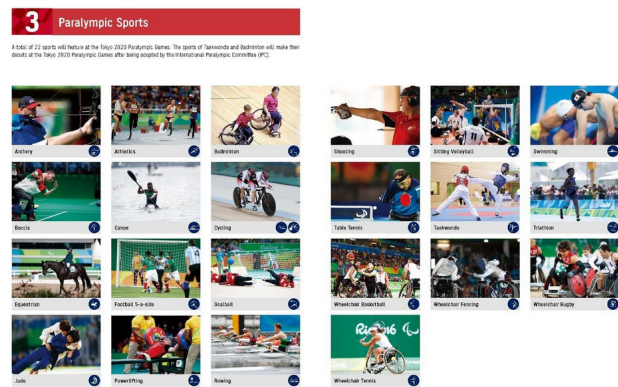 3 Paralympic Sports
A total of 22 sports will feature at the Tokyo 2020 Paralympic Games. The sports of Taekwondo and Badminton will make their
debuts at the Tokyo 2020 Paralympic Games after being adopted by the International Paralympic Committee (IPC).
Archery
Athletics
Badminton
Shooting
Sitting Volleyball
Swimming
Boccia
Canoe
Cycling
Table Tennis
Taekwondo
Triathlon
Equestrian
Football 5-a-side
Goalball
Wheelchair Basketball
Wheelchair Fencing
Wheelchair Rugby
Judo
Powerlifting
Rowing
Wheelchair Tennis